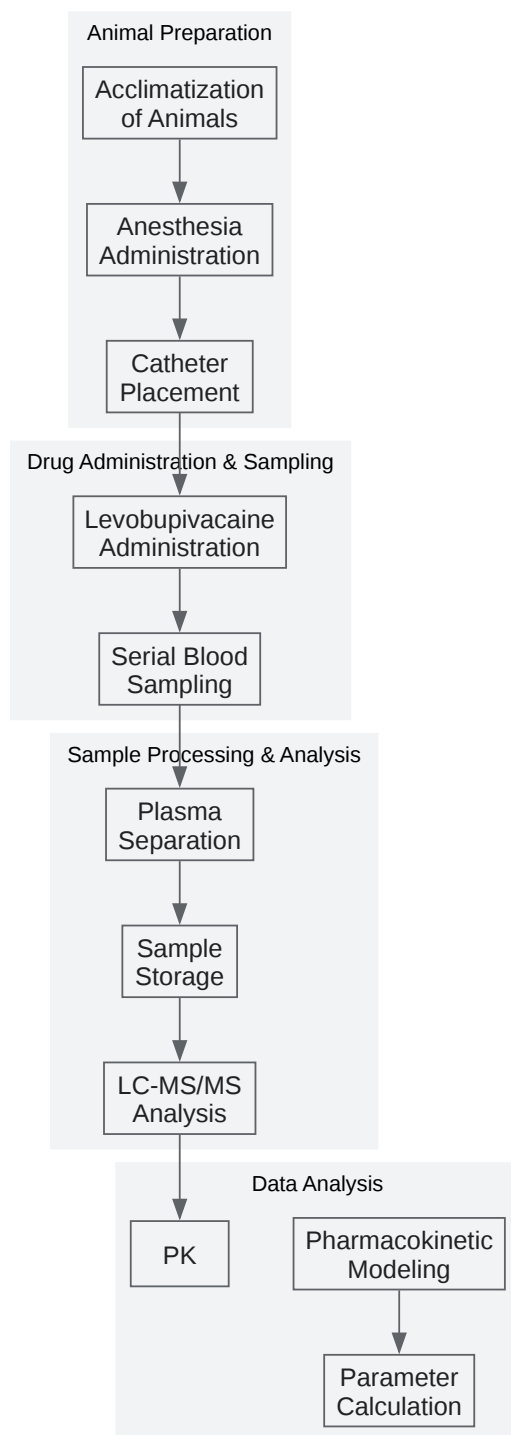 Animal Preparation
Acclimatization
of Animals
Anesthesia
Administration
Catheter
Placement
Drug Administration & Sampling
Levobupivacaine
Administration
Serial Blood
Sampling
Sample Processing & Analysis
Plasma
Separation
Sample
Storage
LC-MS/MS
Analysis
Data Analysis
PK
Pharmacokinetic
Modeling
Parameter
Calculation